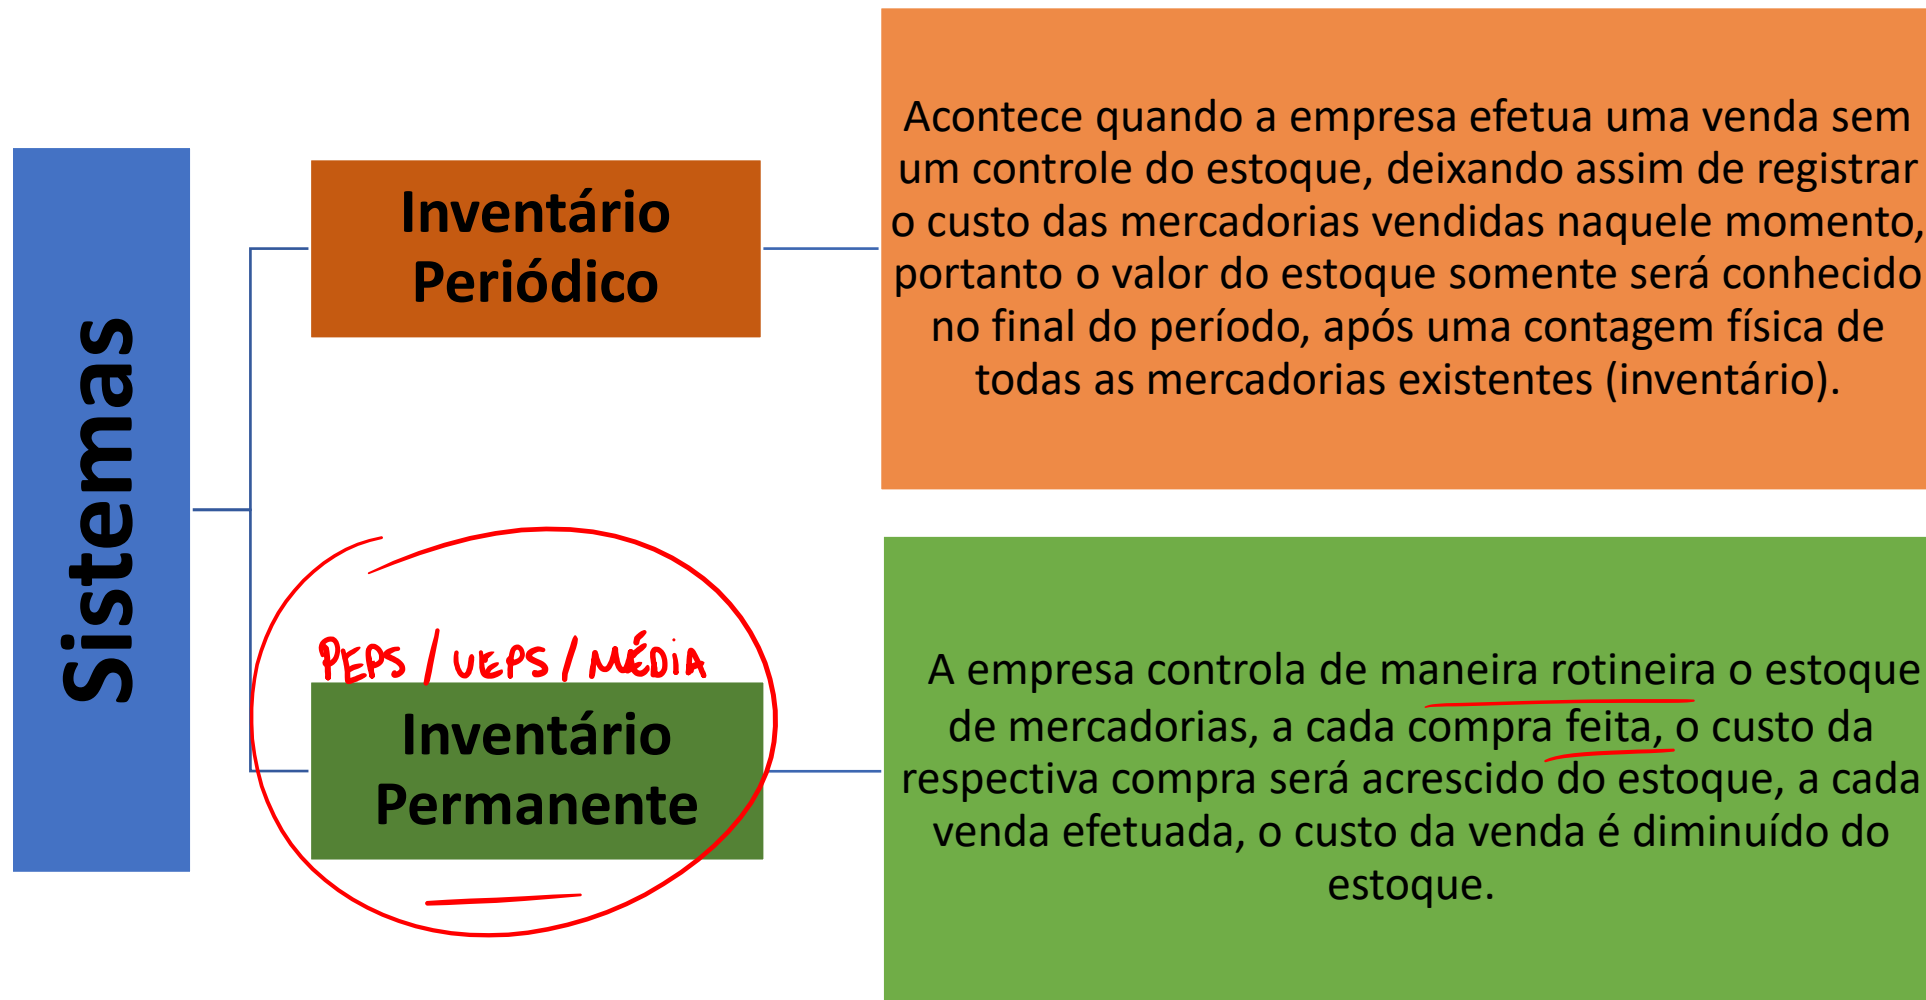 Sistemas
Inventário
Periódico
Acontece quando a empresa efetua uma venda sem
um controle do estoque, deixando assim de registrar
o custo das mercadorias vendidas naquele momento,
portanto o valor do estoque somente será conhecido
no final do período, após uma contagem física de
todas as mercadorias existentes (inventário).
PEPS / UEPS / MÉDIA
Inventário
Permanente
A empresa controla de maneira rotineira o estoque
de mercadorias, a cada compra feita, o custo da
respectiva compra será acrescido do estoque, a cada
venda efetuada, o custo da venda é diminuído do
estoque.